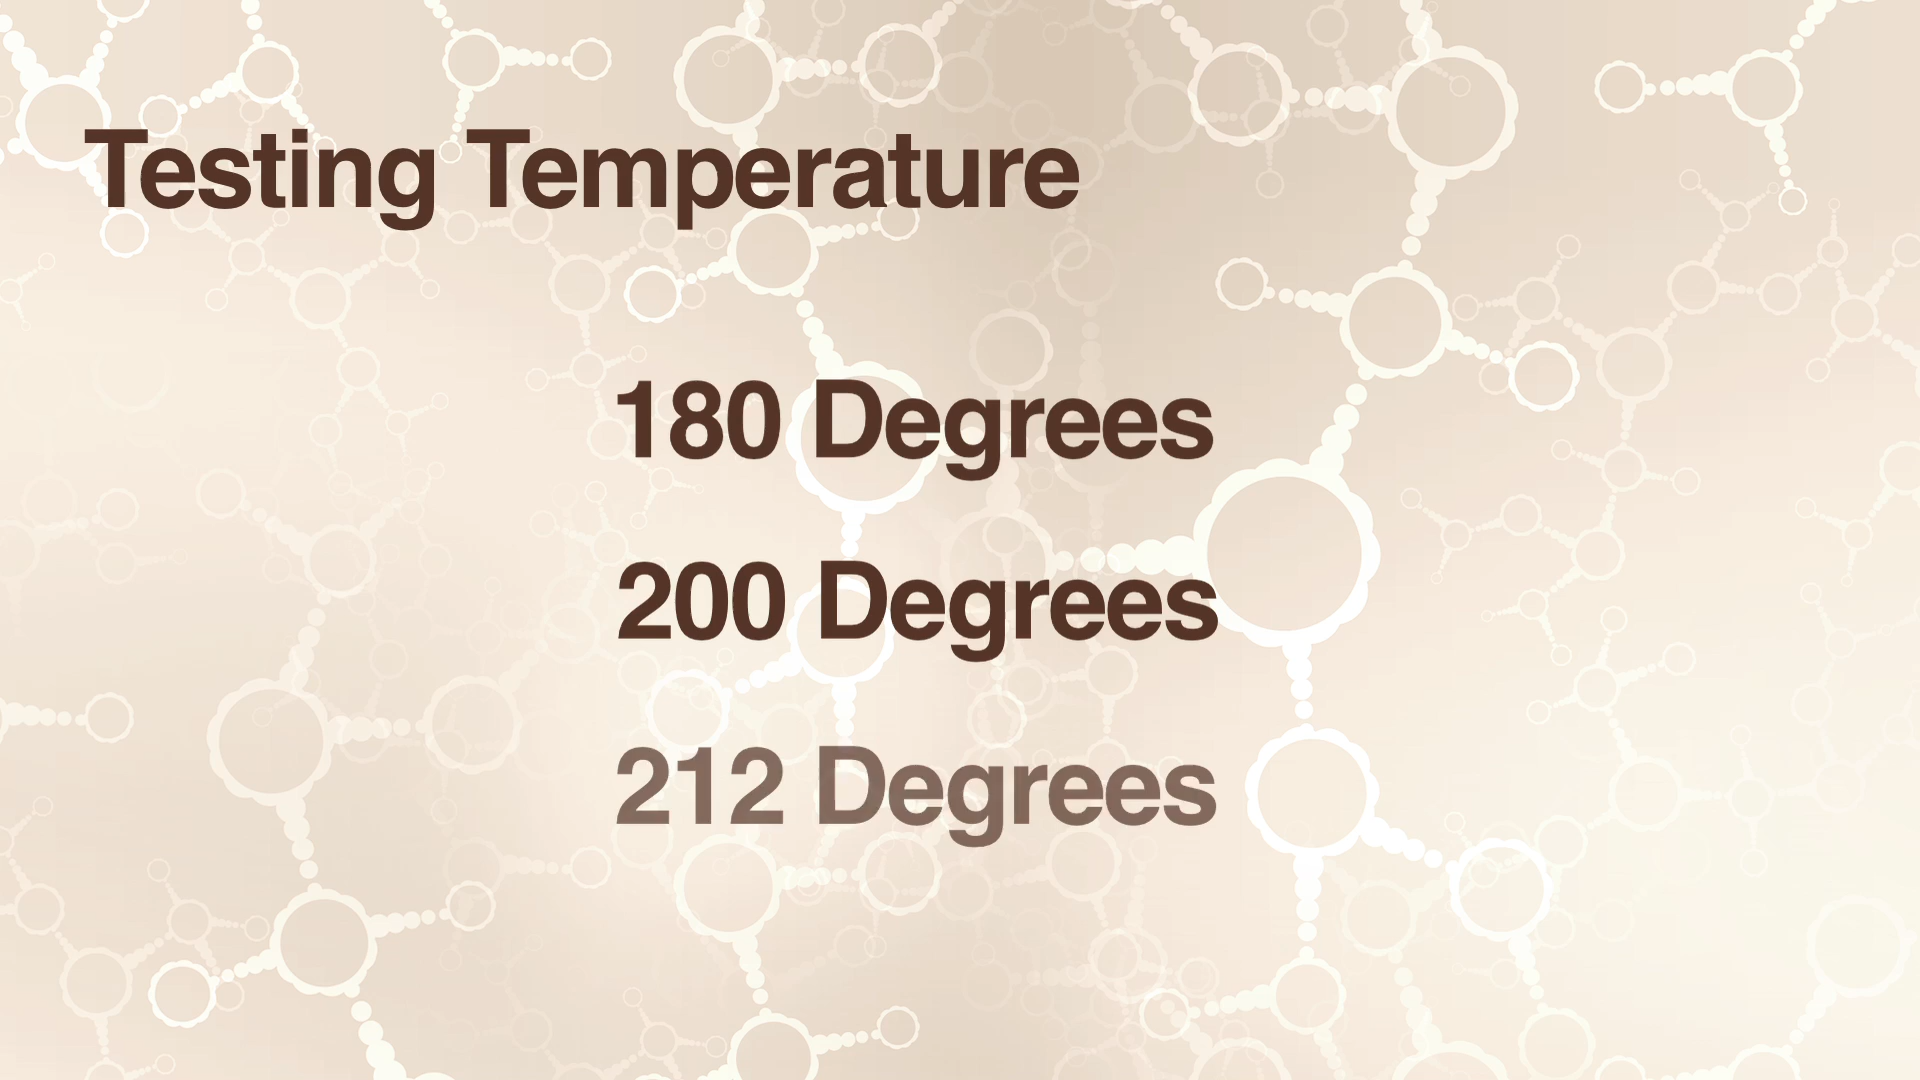 Testing Temperature
180 Degrees
200 Degrees
212 Degrees